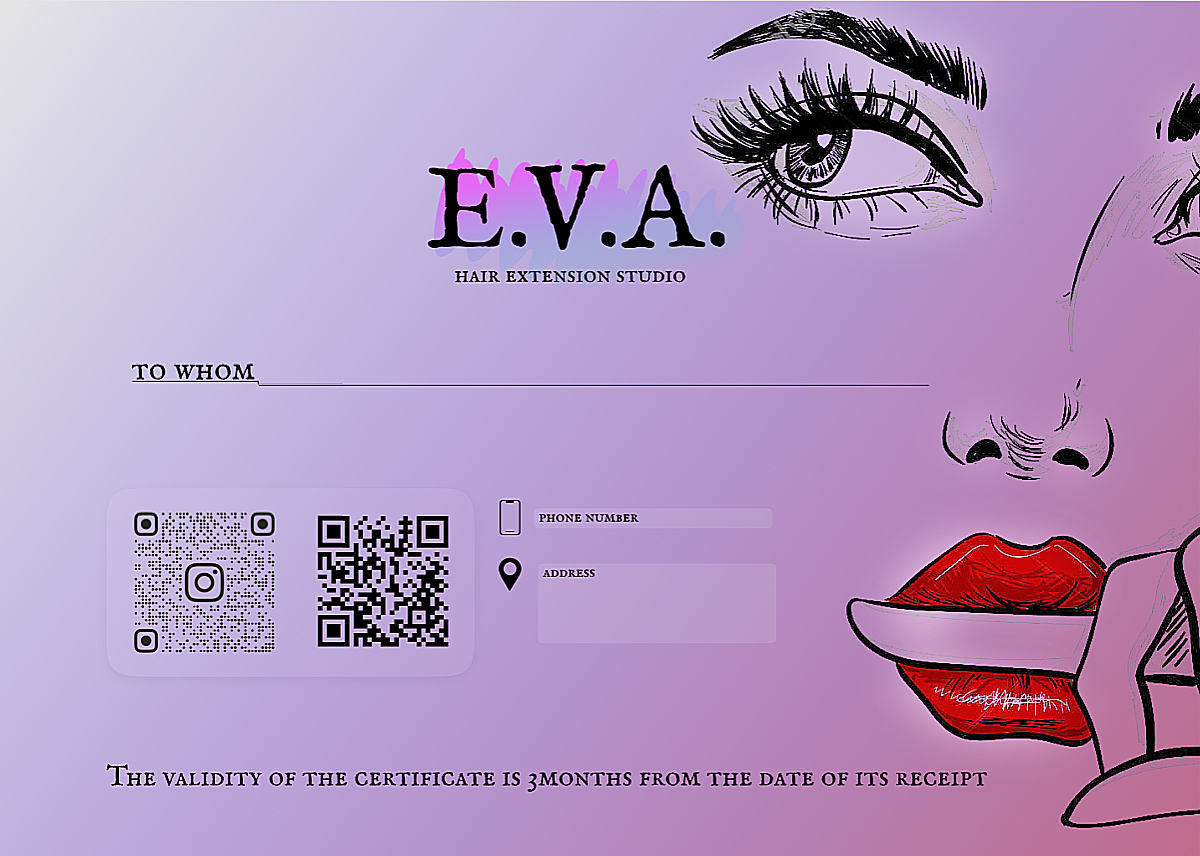 E.V.A.
HAIR EXTENSION STUDIO
TO WHOM
PHONE NUMBER
ADDRESS
The validity of the certificate is 3months from the date of its receipt